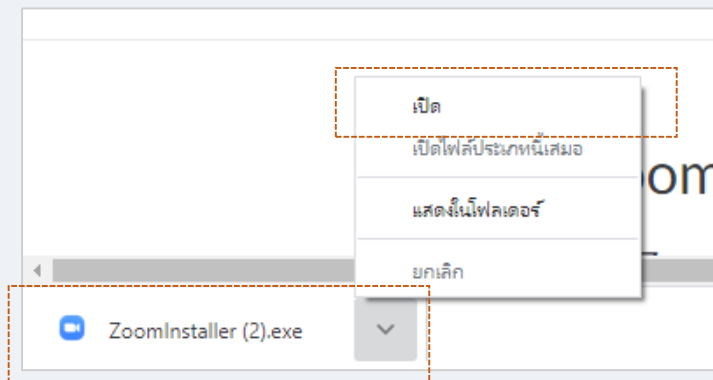 เปิด
เปิดไฟล์ประเภทนี้เสมอ
oom
แสดงในโฟลเดอร์
ยกเลิก
ZoomInstaller (2).exe